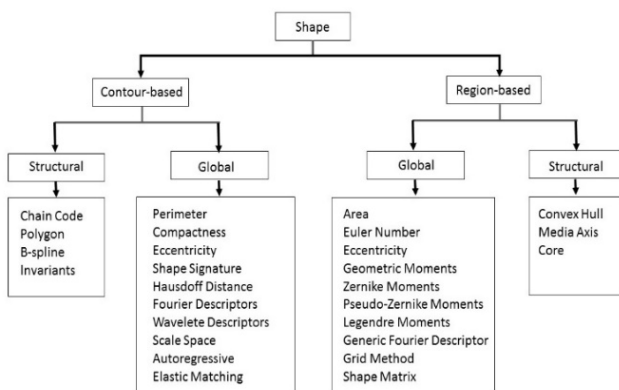 Shape
Contour-based
Region-based
Structural
Global
Global
Structural
Chain Code
Polygon
B-spline
Invariants
Perimeter
Compactness
Eccentricity
Shape Signature
Hausdoff Distance
Fourier Descriptors
Wavelete Descriptors
Scale Space
Autoregressive
Elastic Matching
Area
Euler Number
Eccentricity
Geometric Moments
Zernike Moments
Pseudo-Zernike Moments
Legendre Moments
Generic Fourier Descriptor
Grid Method
Shape Matrix
Convex Hull
Media Axis
Core